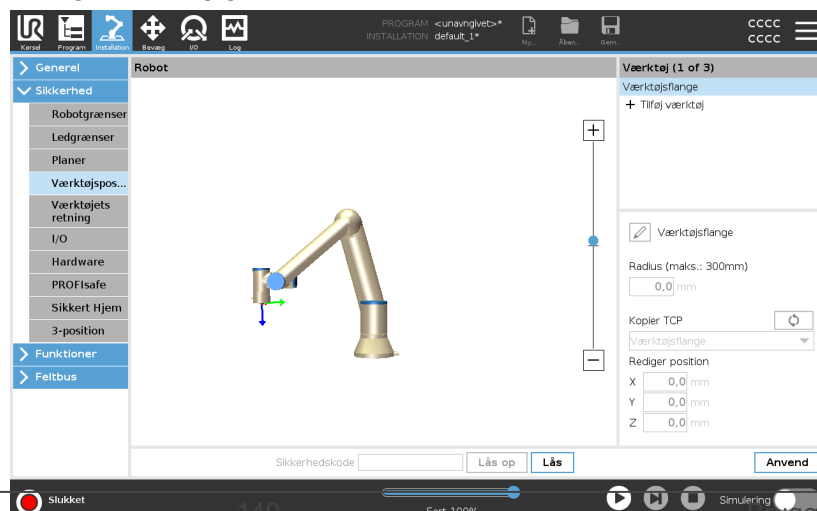 PROGRAM <unavngivet>*
INSTALLATION default_1*
Kørsel Program Installation Bevæg I/O Log
Ny... Åben... Gem...
cccc
cccc
Generel
Sikkerhed
Robotgrænser
Ledgrænser
Planer
Værktøjspos...
Værktøjets
retning
I/O
Hardware
PROFIsafe
Sikkert Hjem
3-position
Funktioner
Feltbus
Robot
Værktøj (1 of 3)
Værktøjsflange
+ Tilføj værktøj
Værktøjsflange
Radius (maks.: 300mm)
0,0 mm
Kopier TCP
Værktøjsflange
Rediger position
X 0,0 mm
Y 0,0 mm
Z 0,0 mm
Sikkerhedskode Lås op Lås
Anvend
Slukket
Simulering